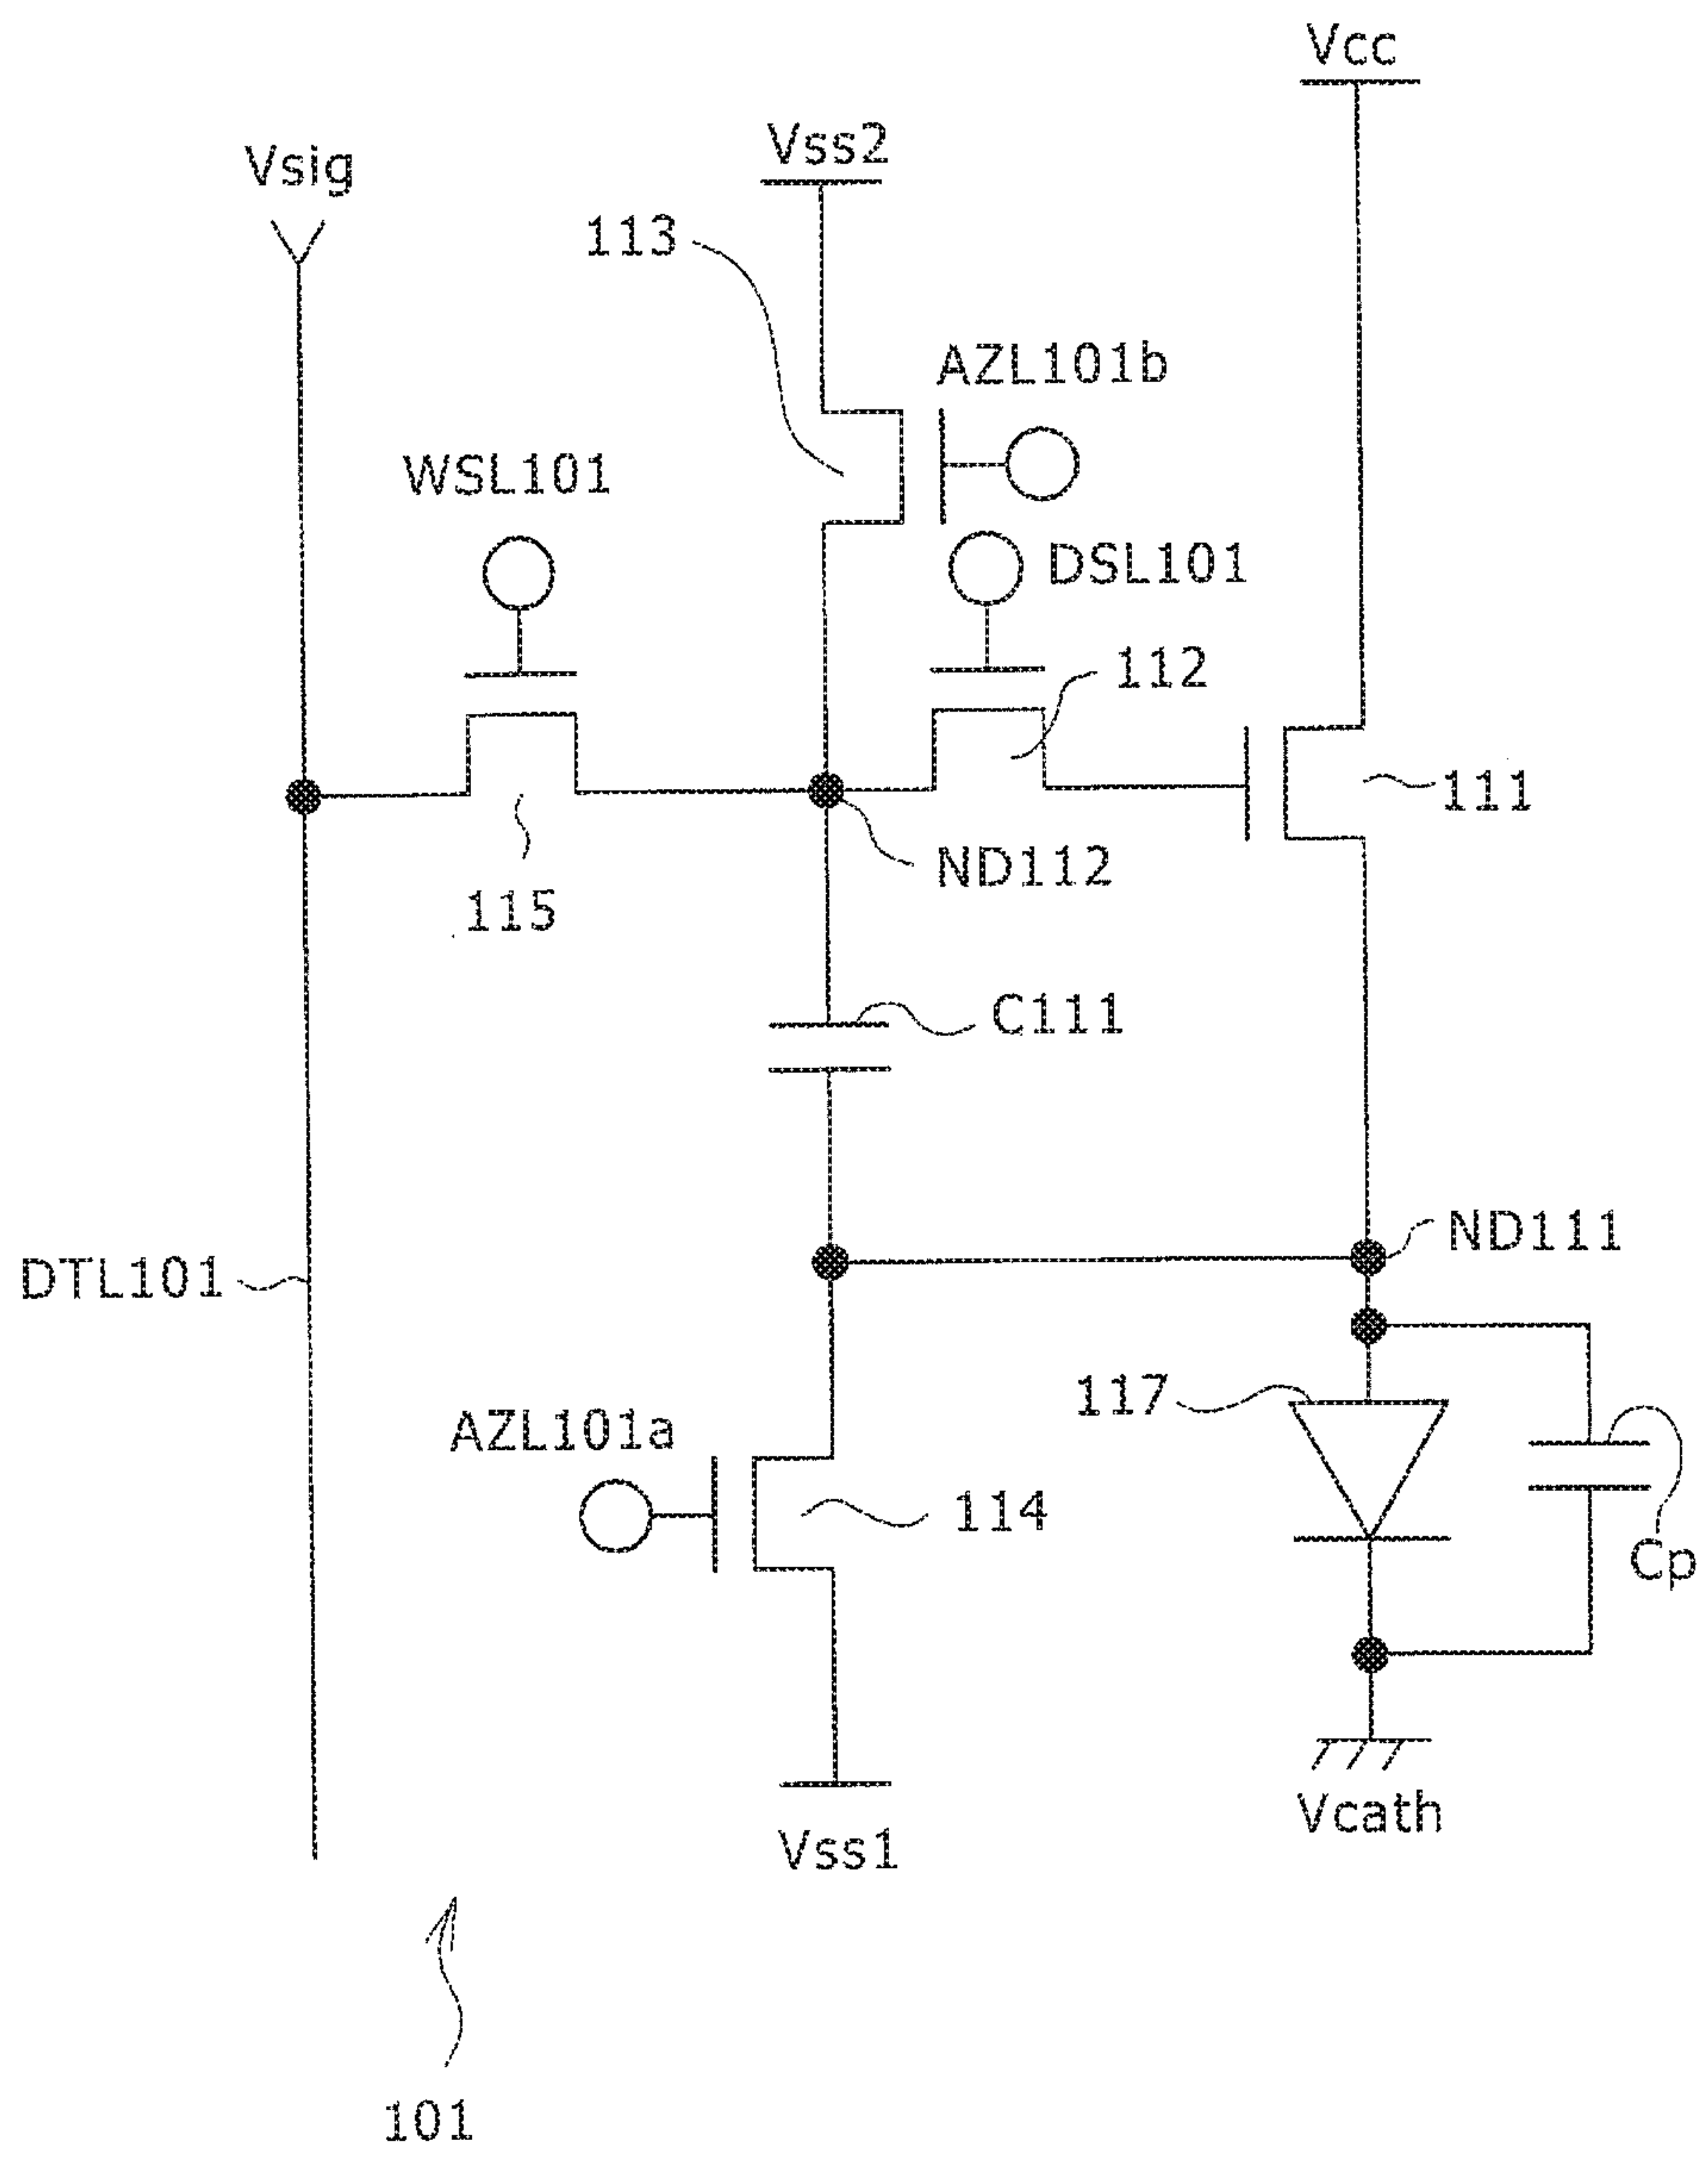 Vcc
Vss2
Vsig
113
AZL101b
WSL101
DSL101
112
111
ND112
115
C111
ND111
DTL101
117
AZL101a
114
Cp
Vcath
Vss1
101